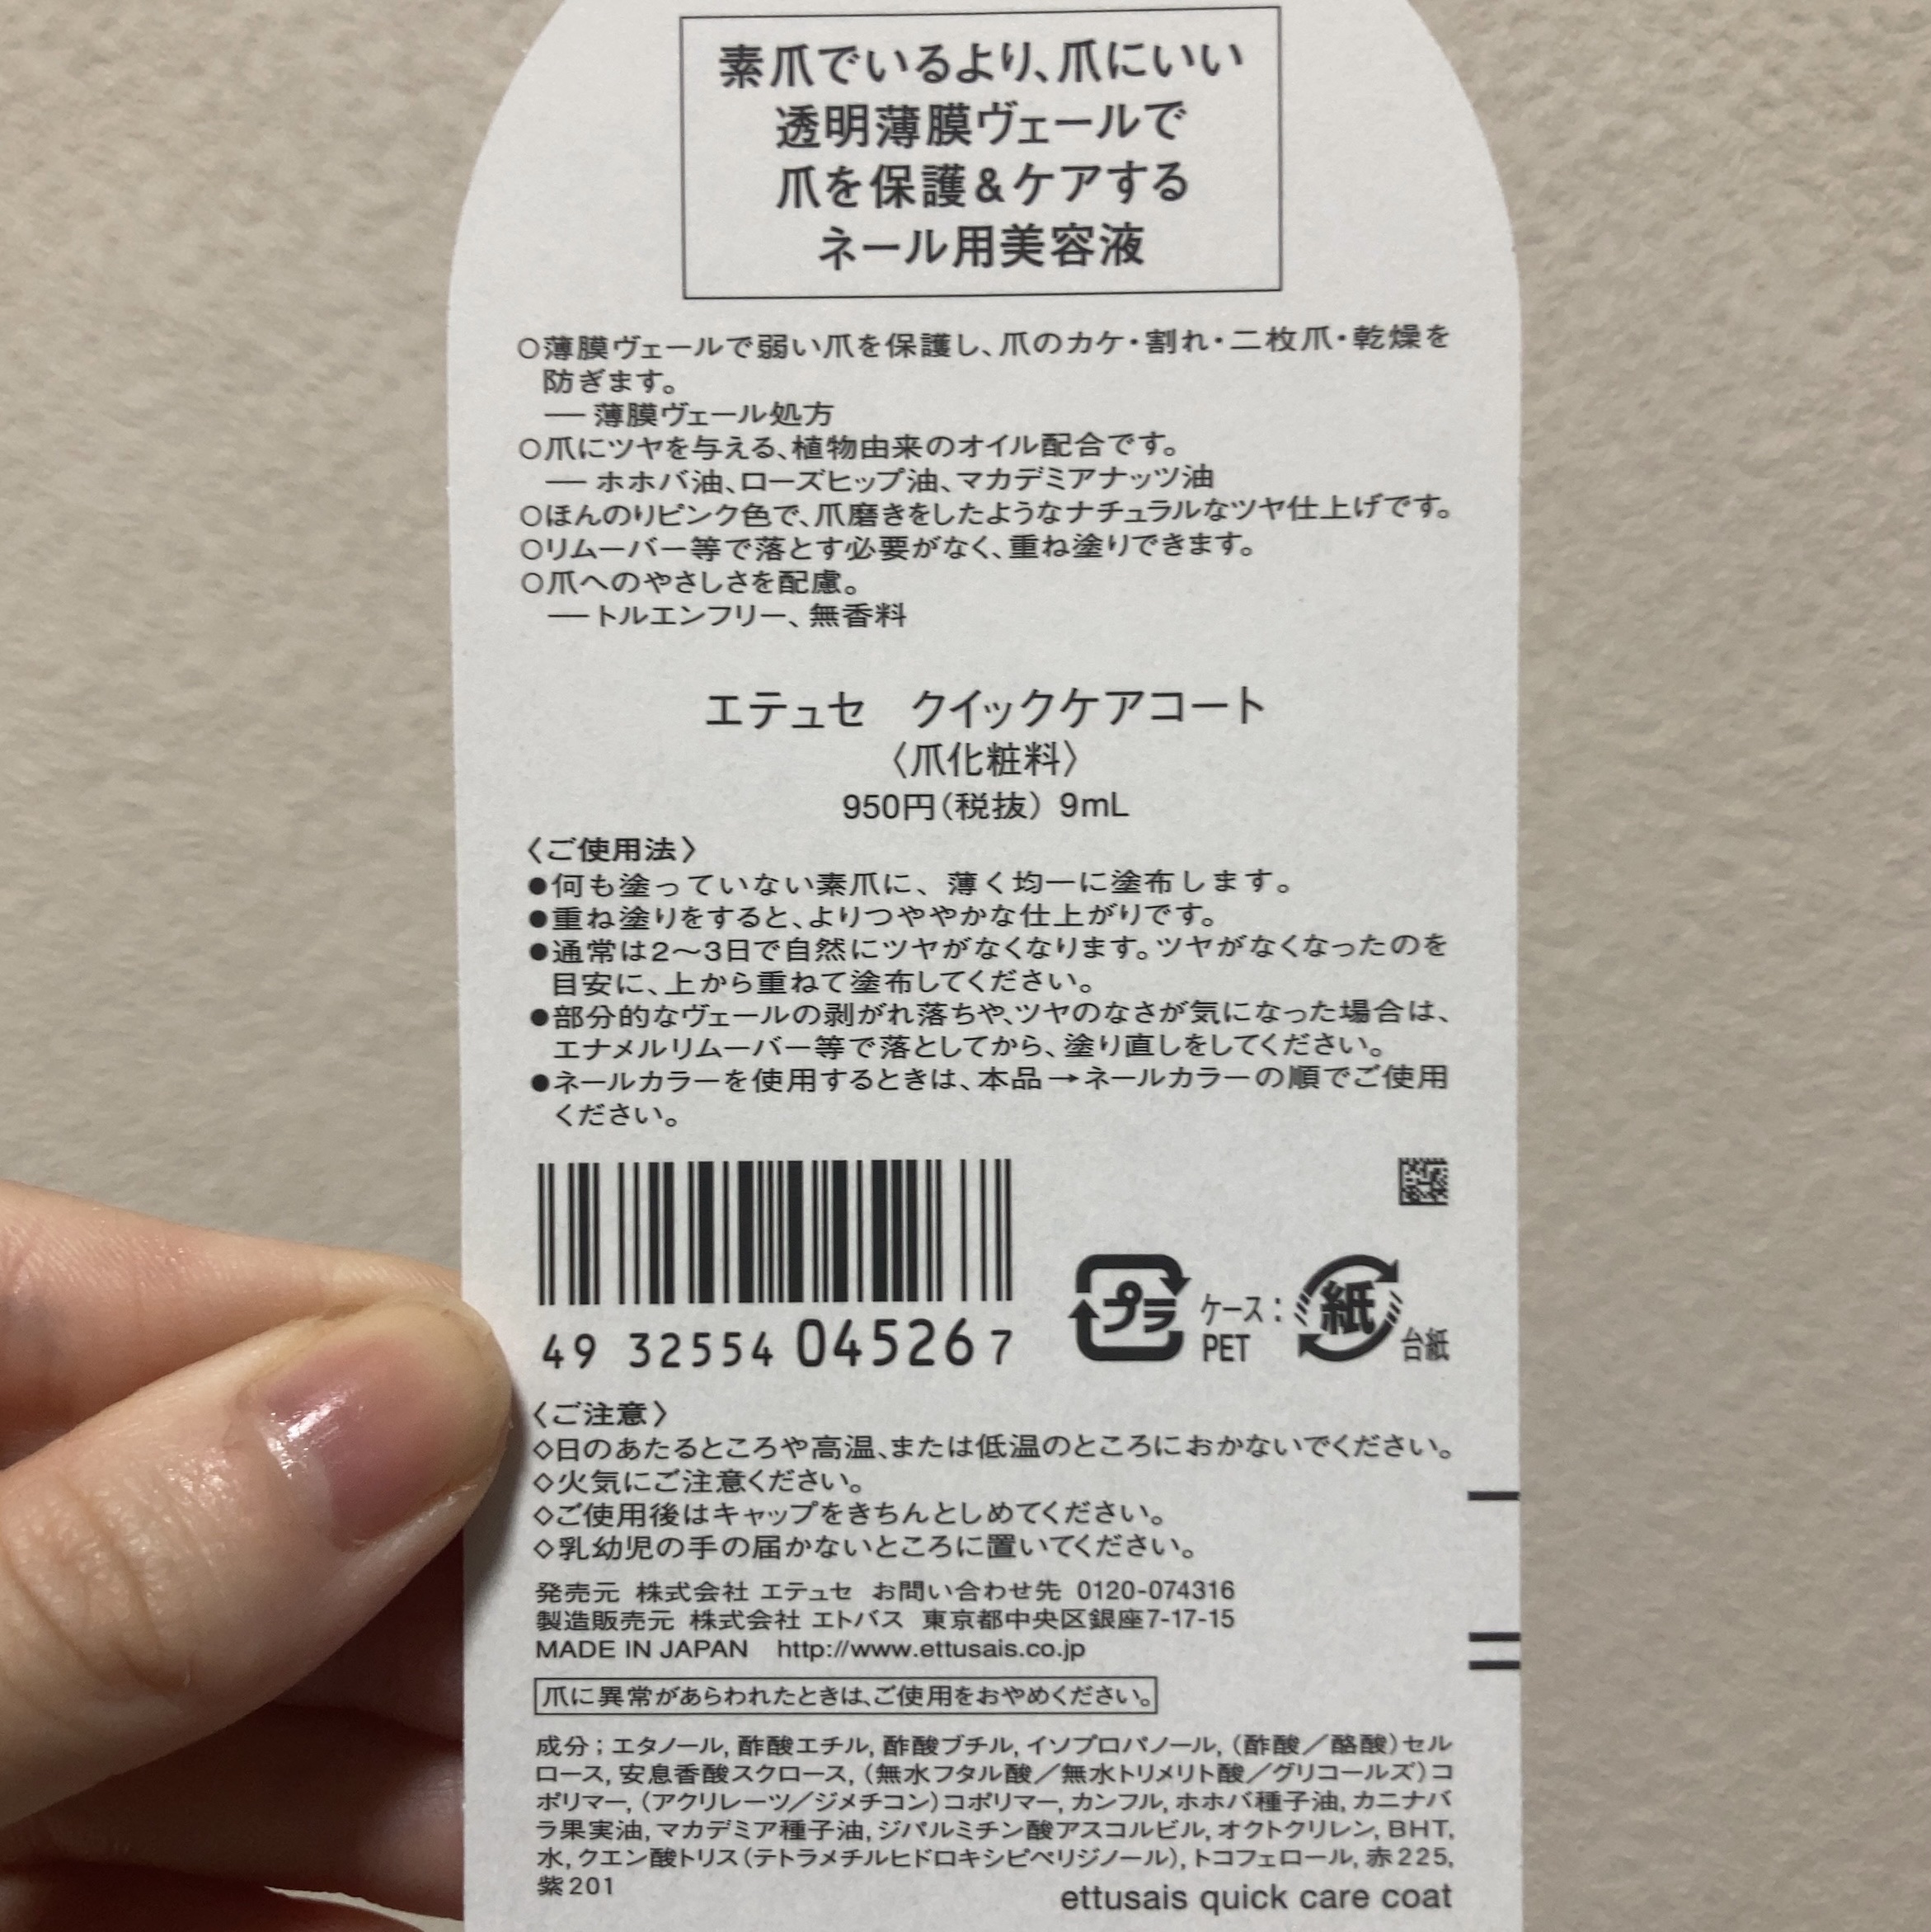 素爪でいるより、爪にいい
透明薄膜ヴェールで
爪を保護&ケアする
ネール用美容液
○薄膜ヴェールで弱い爪を保護し、爪のカケ・割れ・二枚爪・乾燥を
防ぎます。
— 薄膜ヴェール処方
○爪にツヤを与える、植物由来のオイル配合です。
— ホホバ油、ローズヒップ油、マカデミアナッツ油
○ほんのりピンク色で、爪磨きをしたようなナチュラルなツヤ仕上げです。
○リムーバー等で落とす必要がなく、重ね塗りできます。
○爪へのやさしさを配慮。
— トルエンフリー、無香料
エテュセ　クイックケアコート
〈爪化粧料〉
950円(税抜) 9mL
〈ご使用法〉
●何も塗っていない素爪に、薄く均一に塗布します。
●重ね塗りをすると、よりつややかな仕上がりです。
●通常は2〜3日で自然にツヤがなくなります。ツヤがなくなったのを
目安に、上から重ねて塗布してください。
●部分的なヴェールの剥がれ落ちや、ツヤのなさが気になった場合は、
エナメルリムーバー等で落としてから、塗り直しをしてください。
●ネールカラーを使用するときは、本品→ネールカラーの順でご使用
ください。
49 32554 045267
プラ ケース: 紙
PET 台紙
〈ご注意〉
◇日のあたるところや高温、または低温のところにおかないでください。
◇火気にご注意ください。
◇ご使用後はキャップをきちんとしめてください。
◇乳幼児の手の届かないところに置いてください。
発売元 株式会社 エテュセ お問い合わせ先 0120-074316
製造販売元 株式会社 エトバス 東京都中央区銀座7-17-15
MADE IN JAPAN http://www.ettusais.co.jp
爪に異常があらわれたときは、ご使用をおやめください。
成分;エタノール, 酢酸エチル, 酢酸ブチル, イソプロパノール, (酢酸/酪酸)セル
ロース, 安息香酸スクロース, (無水フタル酸/無水トリメリト酸/グリコールズ)コ
ポリマー, (アクリレーツ/ジメチコン)コポリマー, カンフル, ホホバ種子油, カニナバ
ラ果実油, マカデミア種子油, ジパルミチン酸アスコルビル, オクトクリレン, BHT,
水, クエン酸トリス(テトラメチルヒドロキシピペリジノール), トコフェロール, 赤225,
紫201
ettusais quick care coat